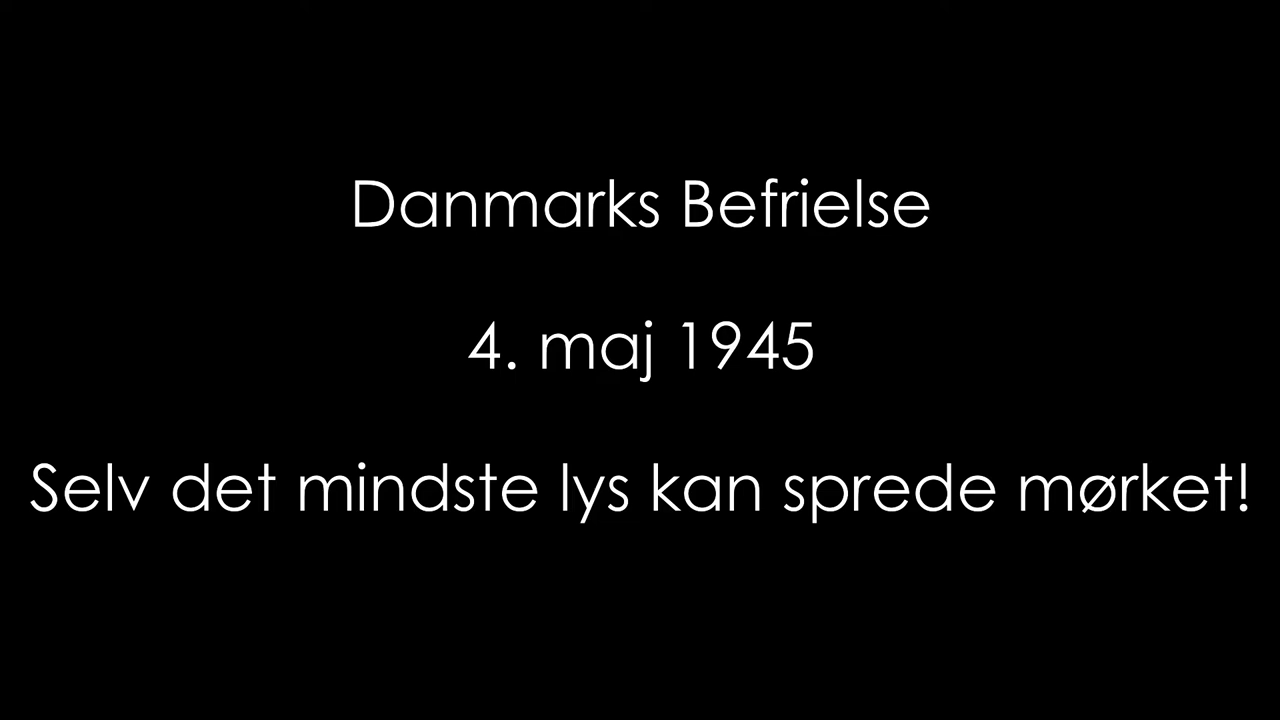 Danmarks Befrielse
4. maj 1945
Selv det mindste lys kan sprede mørket!